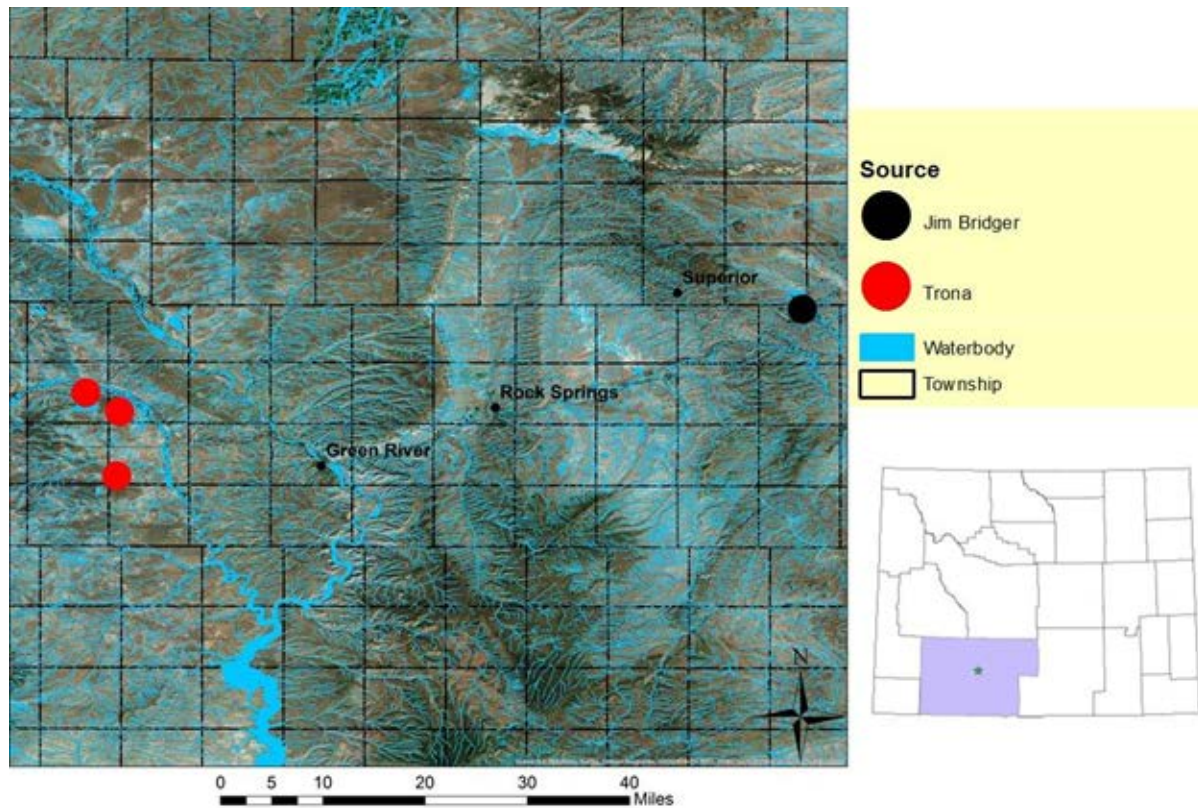 Superior
Rock Springs
Green River
N
0 5 10 20 30 40
Miles
Source
Jim Bridger
Trona
Waterbody
Township